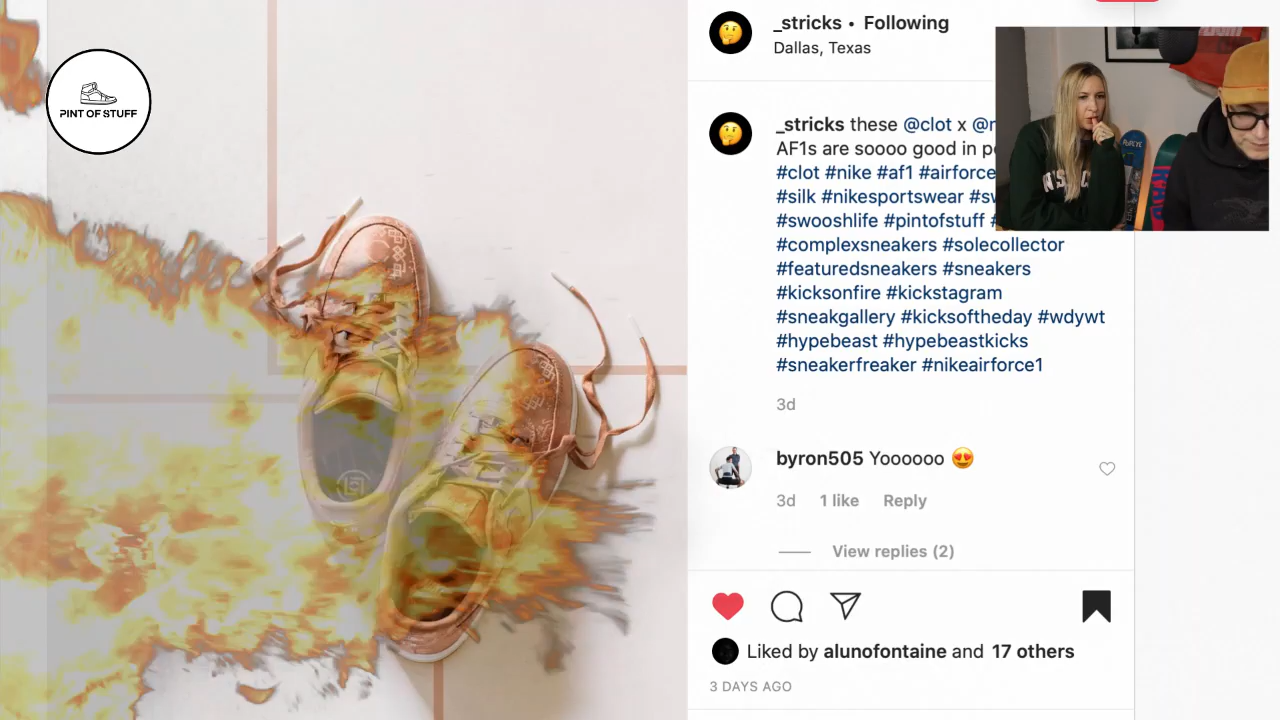 PINT OF STUFF
_stricks • Following
Dallas, Texas
_stricks these @clot x
AF1s are soooo good in
#clot #nike #af1 #airforce
#silk #nikesportswear
#swooshlife #pintofstuff
#complexsneakers #solecollector
#featuredsneakers #sneakers
#kicksonfire #kickstagram
#sneakgallery #kicksoftheday #wdywt
#hypebeast #hypebeastkicks
#sneakerfreaker #nikeairforce1
3d
byron505 Yoooooo 😍
3d 1 like Reply
View replies (2)
Liked by alunofontaine and 17 others
3 DAYS AGO